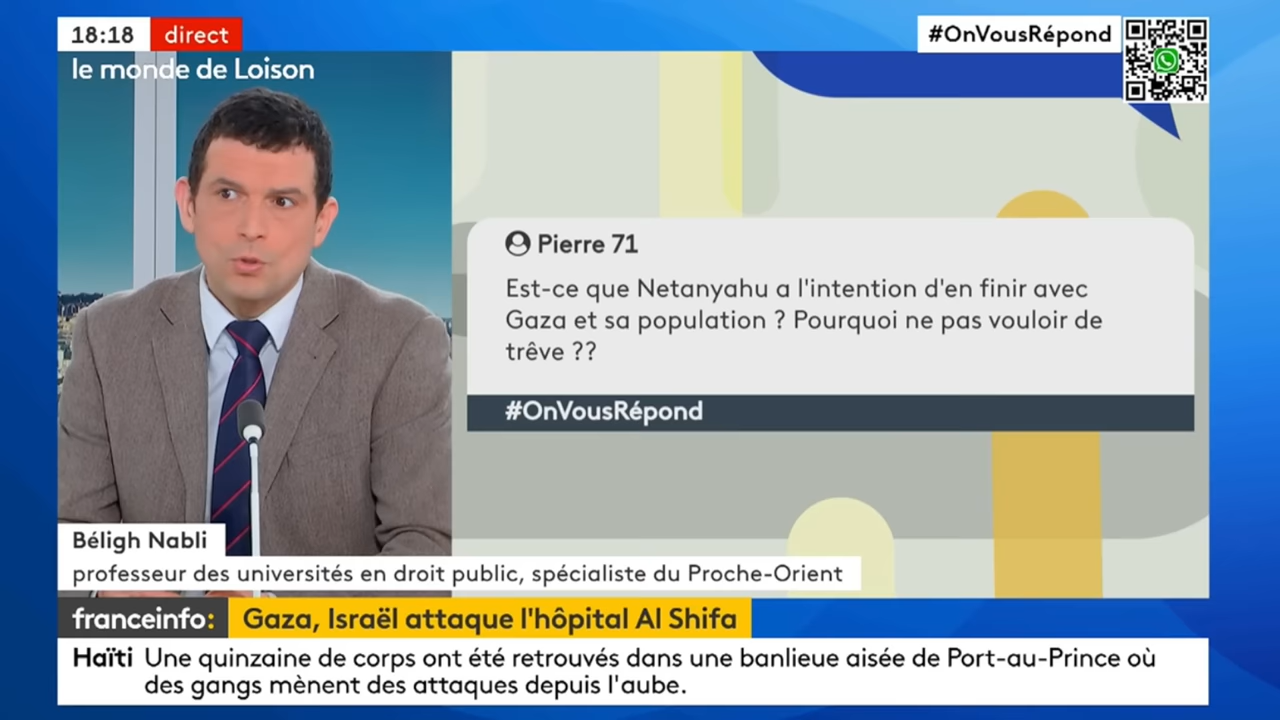 18:18 direct
#OnVousRépond
le monde de Loison
Pierre 71
Est-ce que Netanyahu a l'intention d'en finir avec
Gaza et sa population ? Pourquoi ne pas vouloir de
trêve ??
#OnVousRépond
Béligh Nabli
professeur des universités en droit public, spécialiste du Proche-Orient
franceinfo: Gaza, Israël attaque l'hôpital Al Shifa
Haïti Une quinzaine de corps ont été retrouvés dans une banlieue aisée de Port-au-Prince où
des gangs mènent des attaques depuis l'aube.